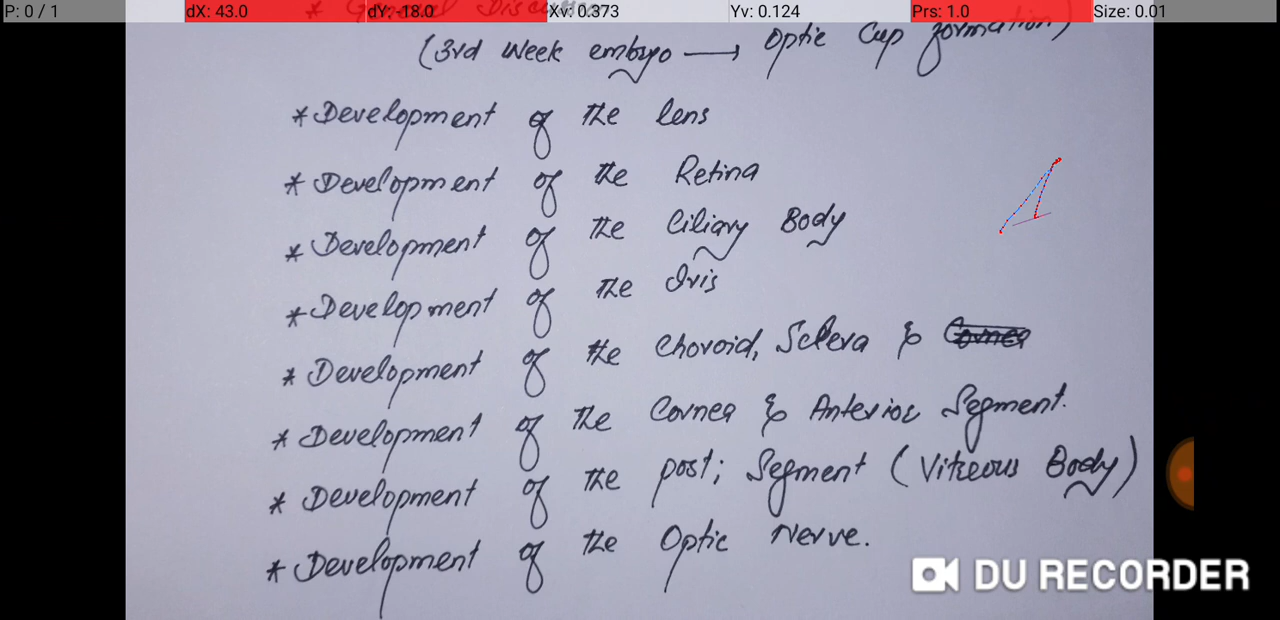 P: 0 / 1 dX: 43.0 dY: -18.0 Xv: 0.373 Yv: 0.124 Prs: 1.0 Size: 0.01
*
(3rd Week embryo → Optic Cup formation)
* Development of the lens
* Development of the Retina
* Development of the Ciliary Body
* Development of the Iris
* Development of the Choroid, Sclera &
* Development of the Cornea & Anterior Segment.
* Development of the post; Segment (Vitreous Body)
* Development of the Optic Nerve.
DU RECORDER